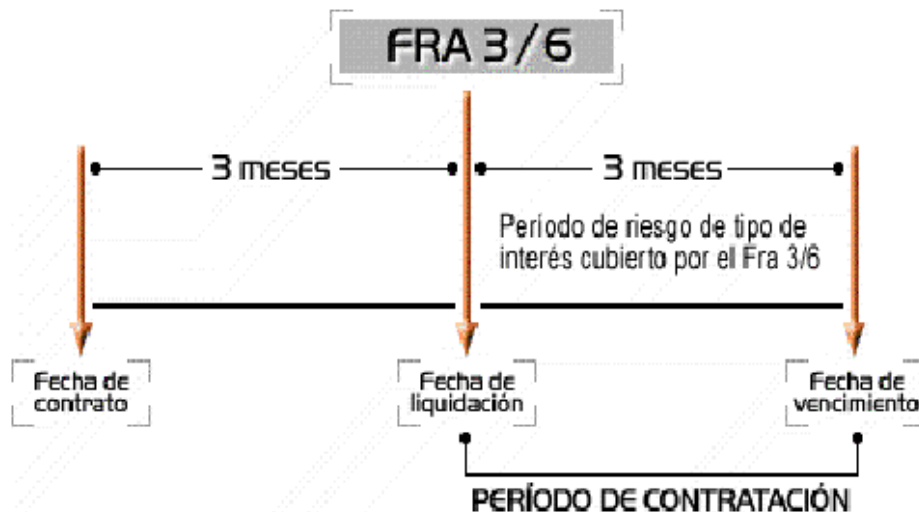 FRA 3/6
3 MESES
3 MESES
Período de riesgo de tipo de
interés cubierto por el Fra 3/6
Fecha de
contrato
Fecha de
liquidación
Fecha de
vencimiento
PERÍODO DE CONTRATACIÓN